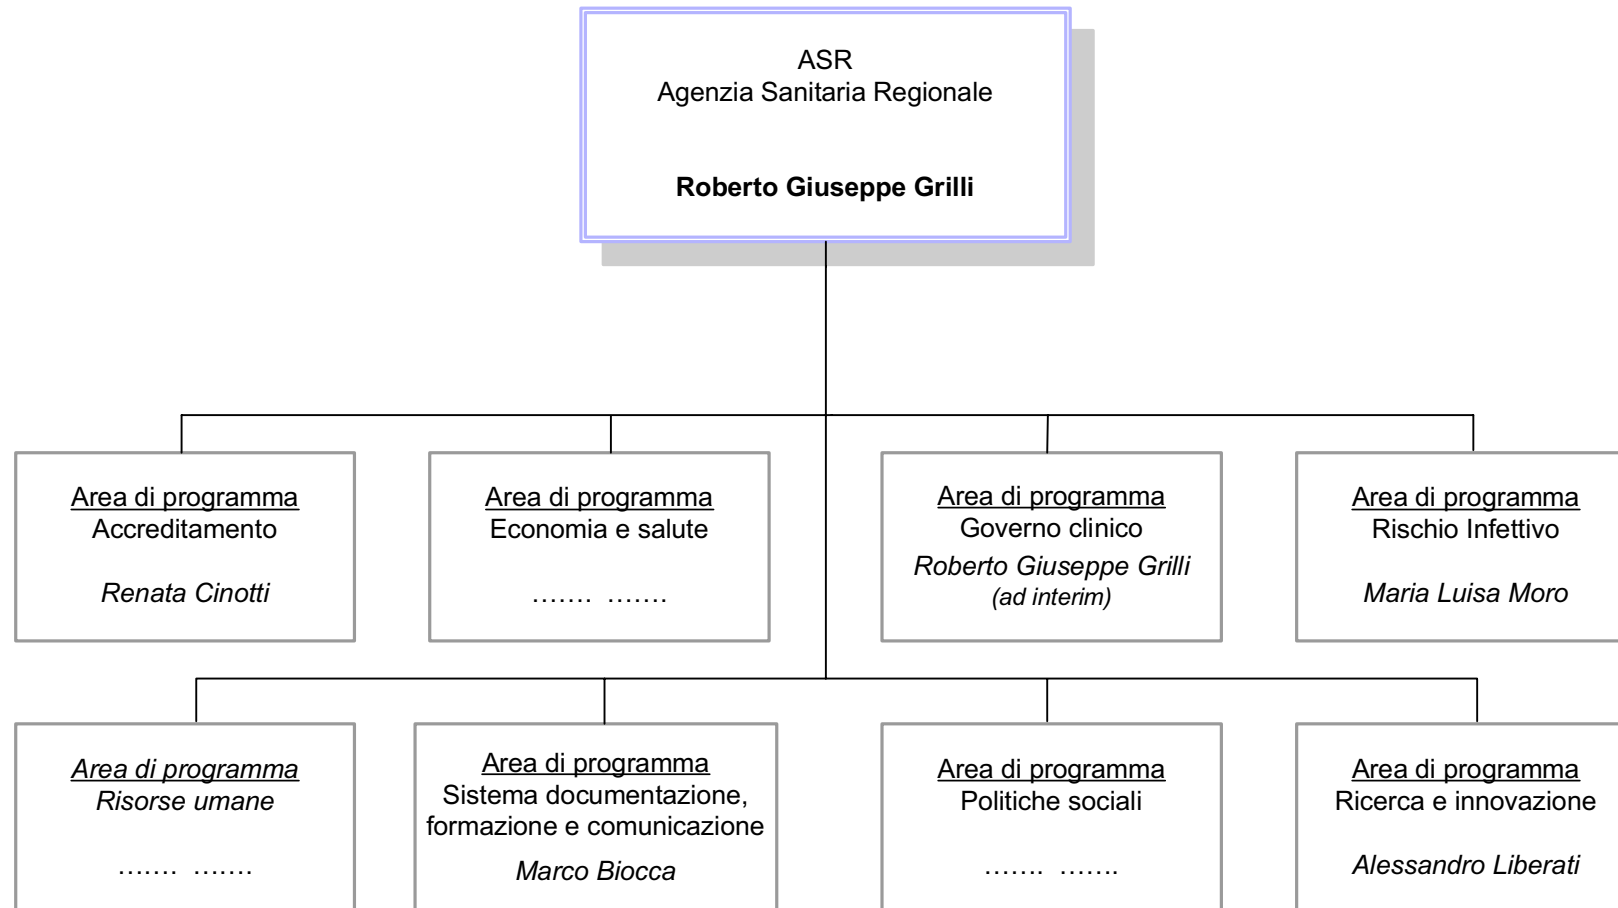 ASR
Agenzia Sanitaria Regionale
Roberto Giuseppe Grilli
Area di programma
Accreditamento
Renata Cinotti
Area di programma
Economia e salute
……. …….
Area di programma
Governo clinico
Roberto Giuseppe Grilli
(ad interim)
Area di programma
Rischio Infettivo
Maria Luisa Moro
Area di programma
Risorse umane
……. …….
Area di programma
Sistema documentazione,
formazione e comunicazione
Marco Biocca
Area di programma
Politiche sociali
……. …….
Area di programma
Ricerca e innovazione
Alessandro Liberati